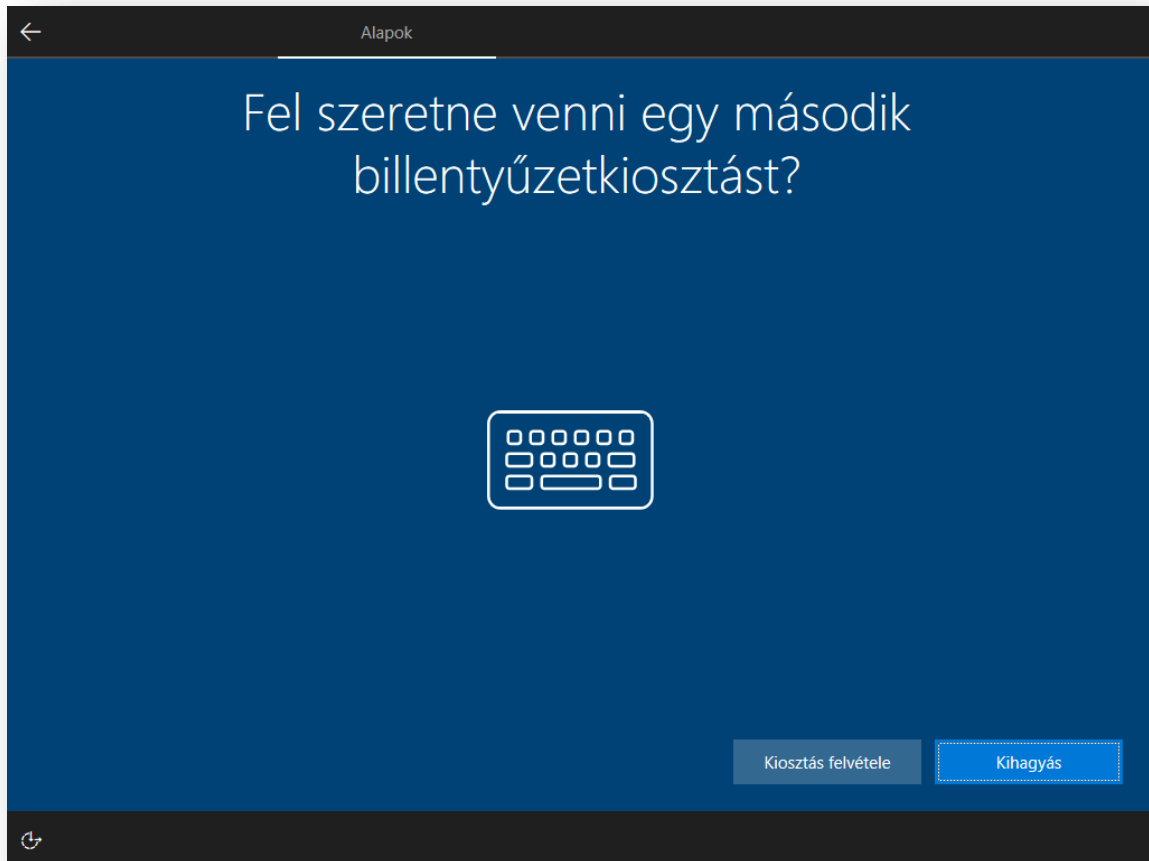 Alapok
Fel szeretne venni egy második
billentyűzetkiosztást?
Kiosztás felvétele
Kihagyás